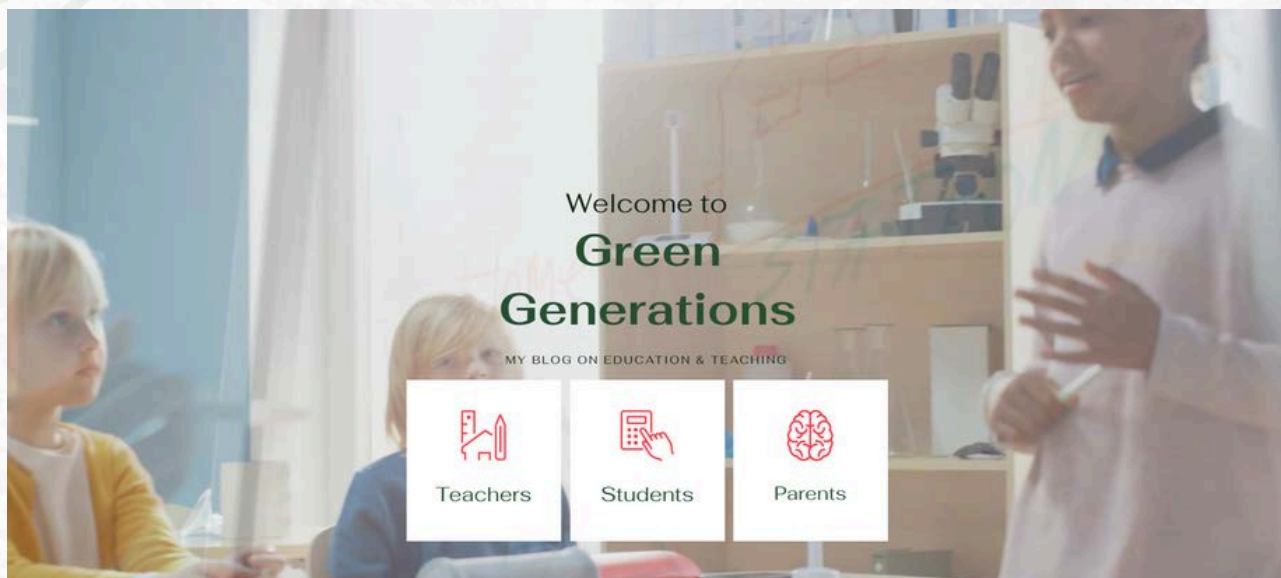 Welcome to
Green
Generations
MY BLOG ON EDUCATION & TEACHING
Teachers
Students
Parents